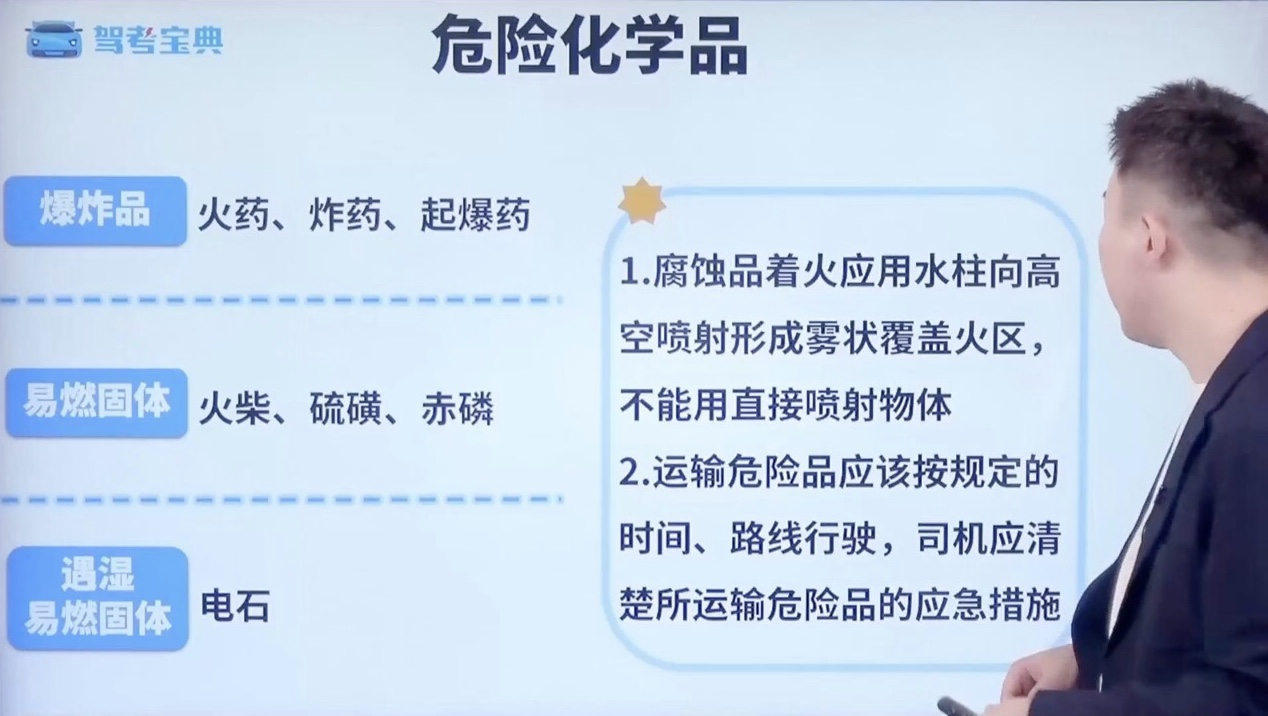 驾考宝典
危险化学品
爆炸品
火药、炸药、起爆药
易燃固体
火柴、硫磺、赤磷
遇湿
易燃固体
电石
1.腐蚀品着火应用水柱向高
空喷射形成雾状覆盖火区，
不能用直接喷射物体
2.运输危险品应该按规定的
时间、路线行驶，司机应清
楚所运输危险品的应急措施